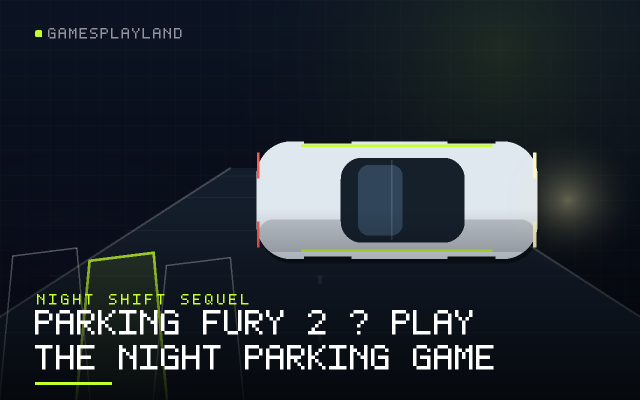 GAMESPLAYLAND
NIGHT SHIFT SEQUEL
PARKING FURY 2 ? PLAY
THE NIGHT PARKING GAME